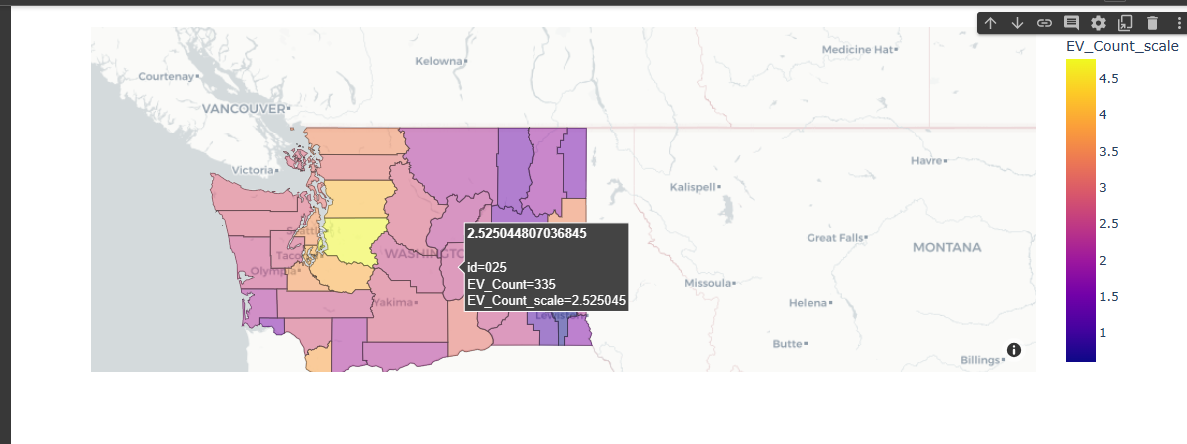 EV_Count_scale
4.5
4
3.5
3
2.5
2
1.5
1
Medicine Hat
Kelowna
Courtenay
VANCOUVER
Victoria
Havre
Kalispell
2.525044807036845
id=025
EV_Count=335
EV_Count_scale=2.525045
Seattle
WASHINGTO
Taco
Olympia
Great Falls
MONTANA
Missoula
Yakima
Helena
Lewiston
Butte
Billings